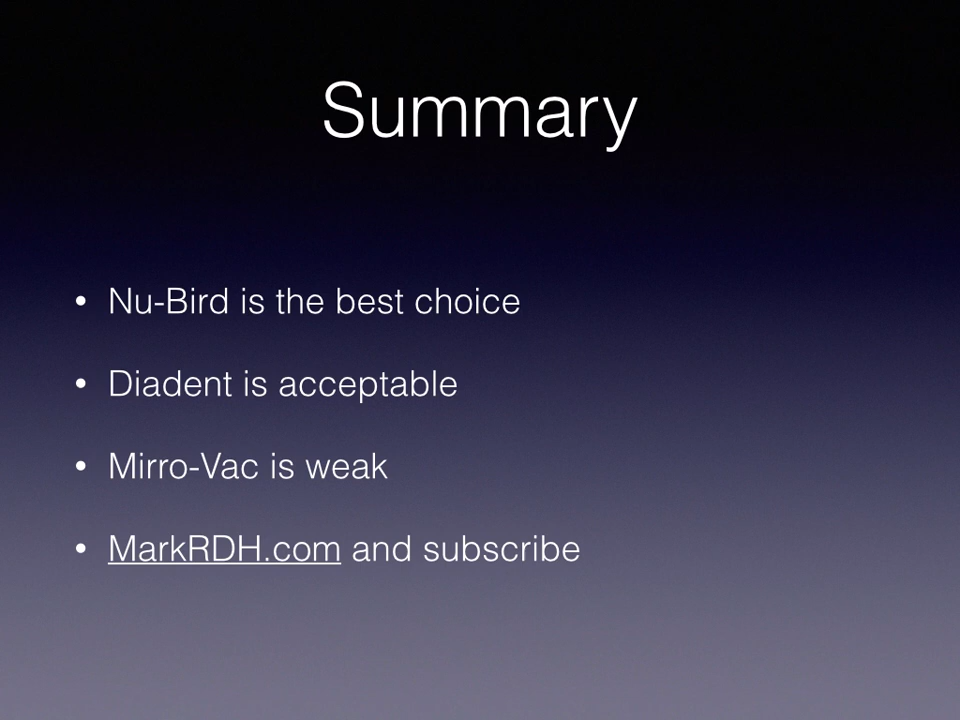 Summary
• Nu-Bird is the best choice
• Diadent is acceptable
• Mirro-Vac is weak
• MarkRDH.com and subscribe